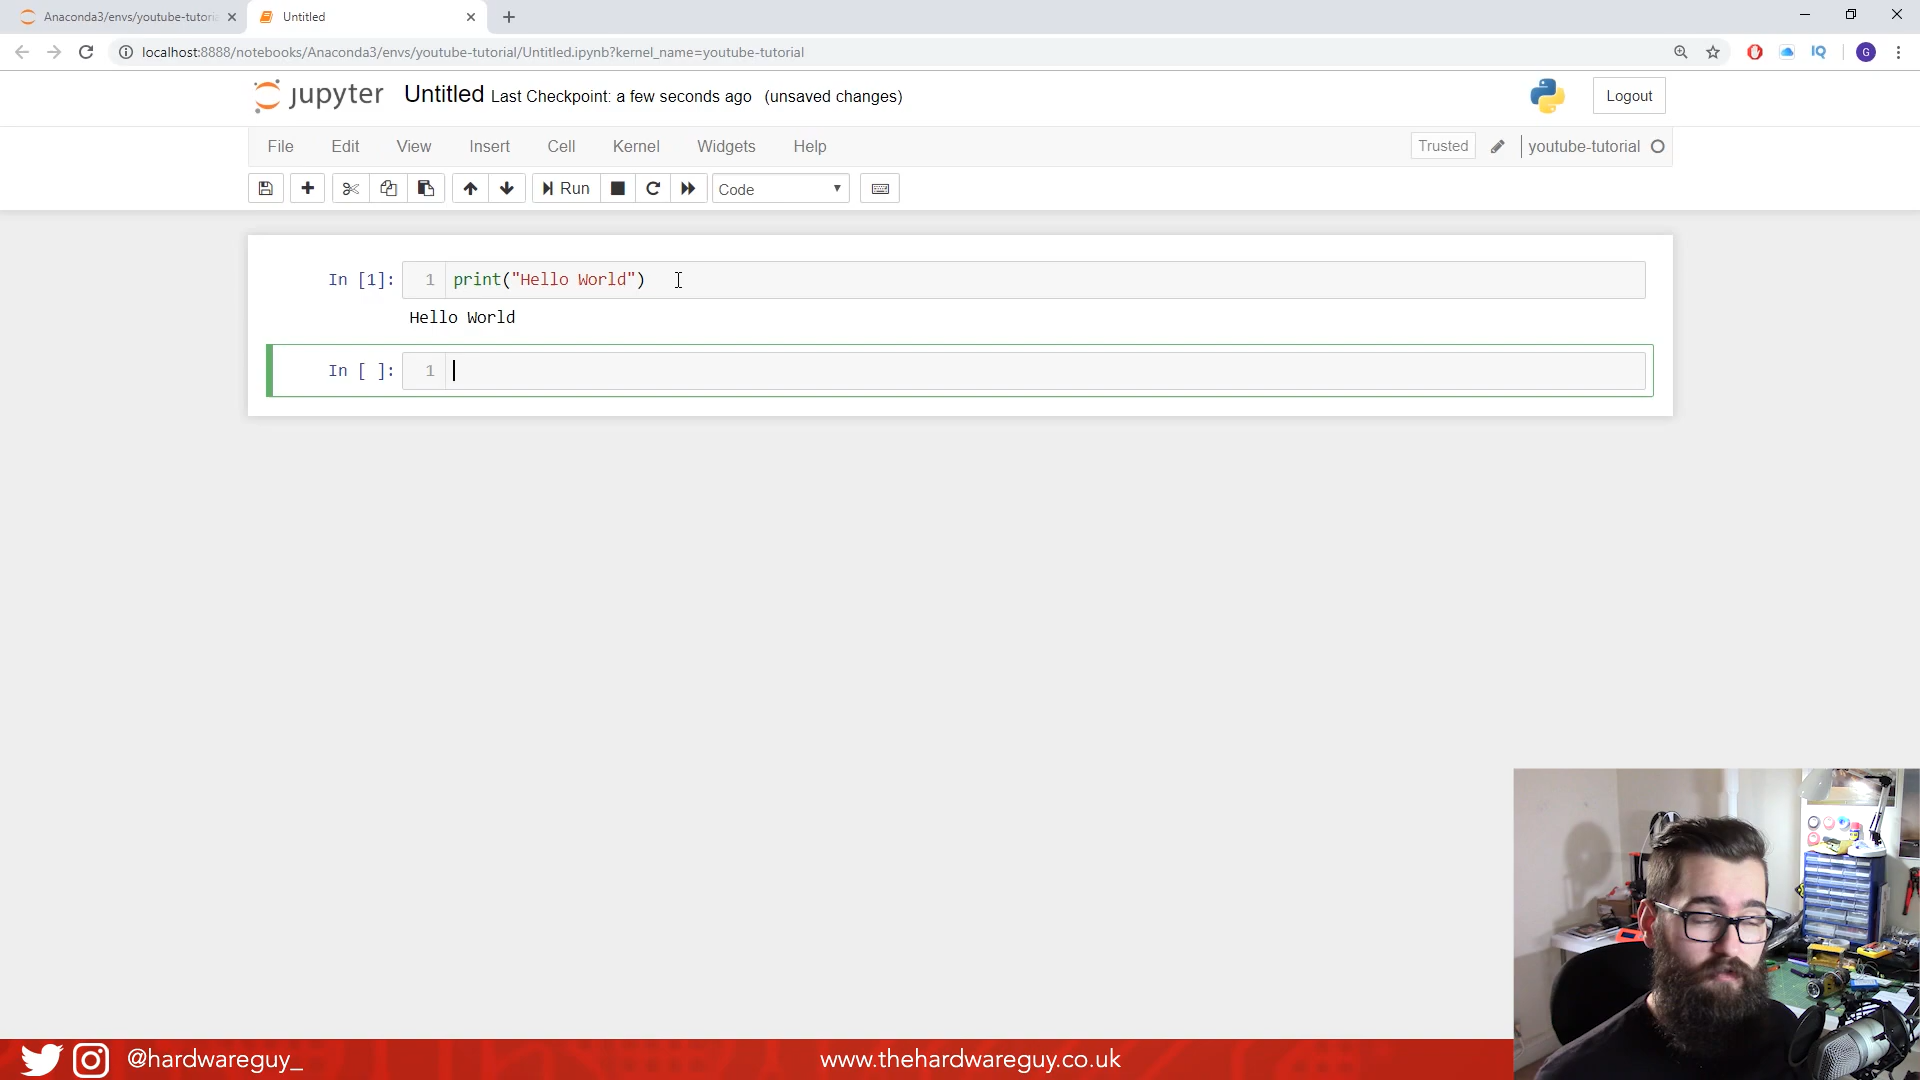 Anaconda3/envs/youtube-tutoria
Untitled
localhost:8888/notebooks/Anaconda3/envs/youtube-tutorial/Untitled.ipynb?kernel_name=youtube-tutorial
IQ
G
jupyter Untitled Last Checkpoint: a few seconds ago (unsaved changes)
Logout
File Edit View Insert Cell Kernel Widgets Help
Trusted
youtube-tutorial
Run
Code
In [1]: 1 print("Hello World")
Hello World
In [ ]: 1
@hardwareguy_
www.thehardwareguy.co.uk